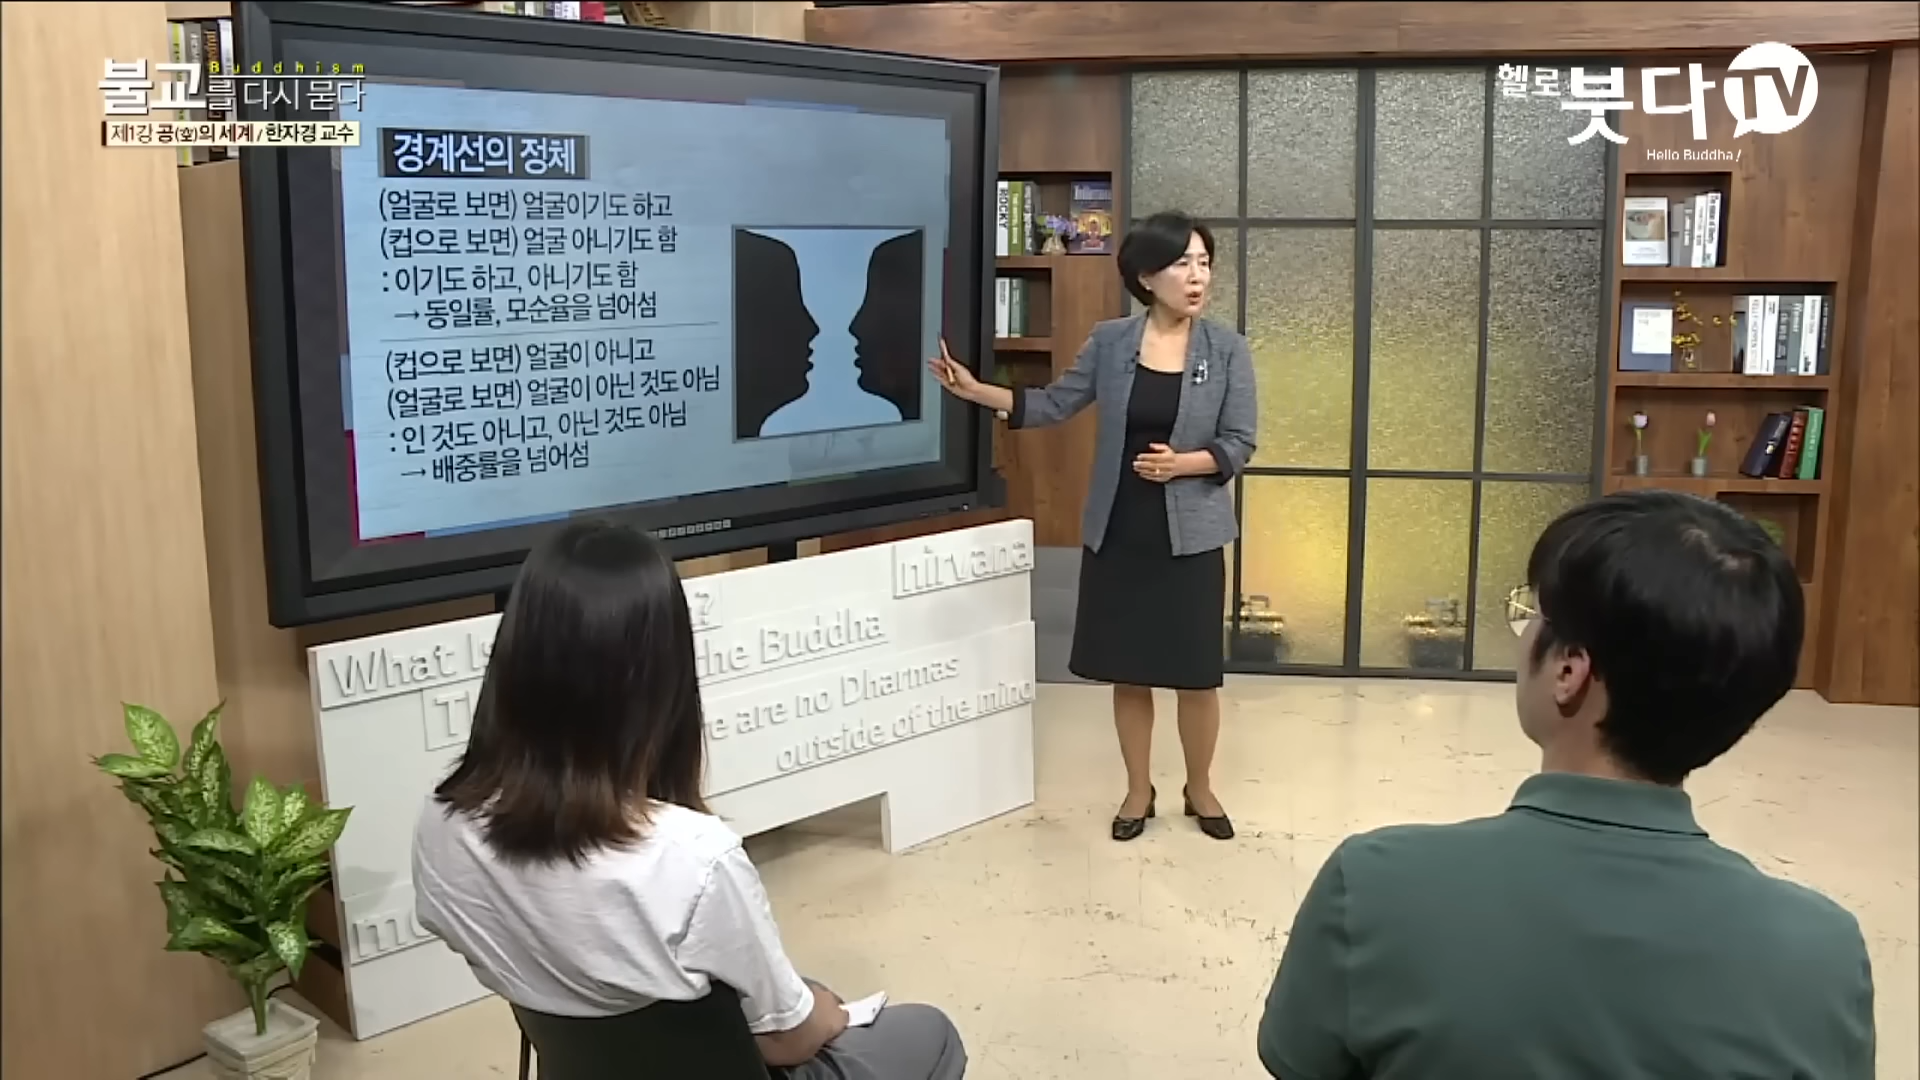 Buddhism
불교를 다시 묻다
제1강 공(空)의 세계 / 한자경 교수
헬로붓다TV
Hello Buddha!
경계선의 정체
(얼굴로 보면) 얼굴이기도 하고
(컵으로 보면) 얼굴 아니기도 함
: 이기도 하고, 아니기도 함
→ 동일률, 모순율을 넘어섬
(컵으로 보면) 얼굴이 아니고
(얼굴로 보면) 얼굴이 아닌 것도 아님
: 인 것도 아니고, 아닌 것도 아님
→ 배중률을 넘어섬
ROCKY
nirvana
What Is ?
the Buddha
are no Dharmas
outside of the mind